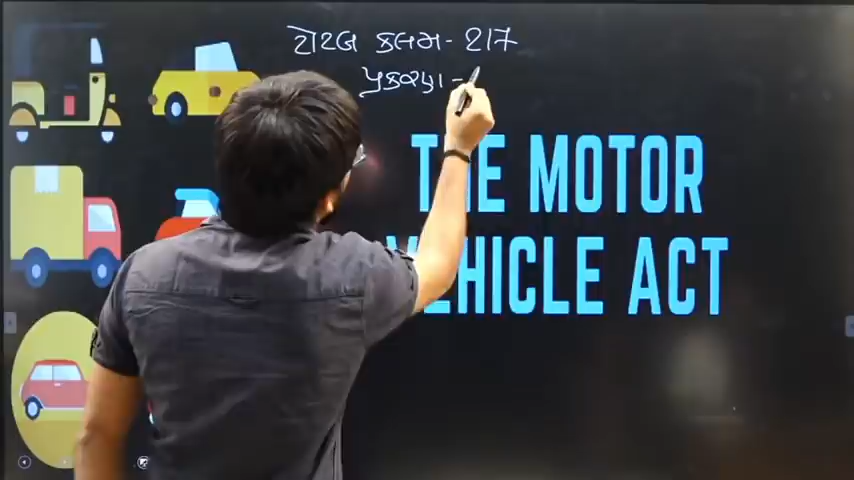 ટોટલ કલમ - 217
પ્રકરણ -
THE MOTOR
VEHICLE ACT